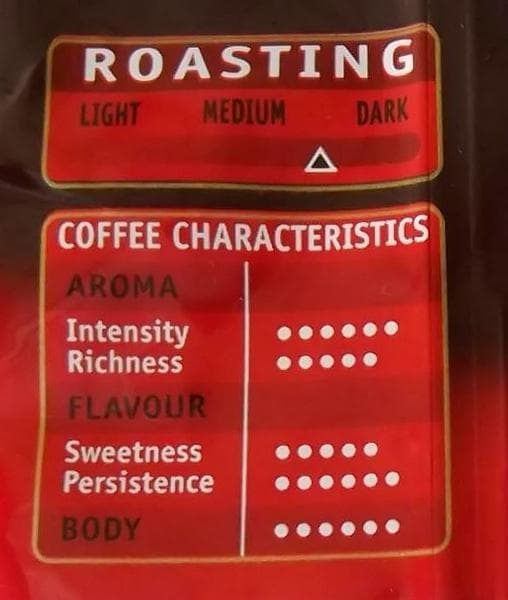 ROASTING
LIGHT MEDIUM DARK
COFFEE CHARACTERISTICS
AROMA
Intensity
Richness
FLAVOUR
Sweetness
Persistence
BODY